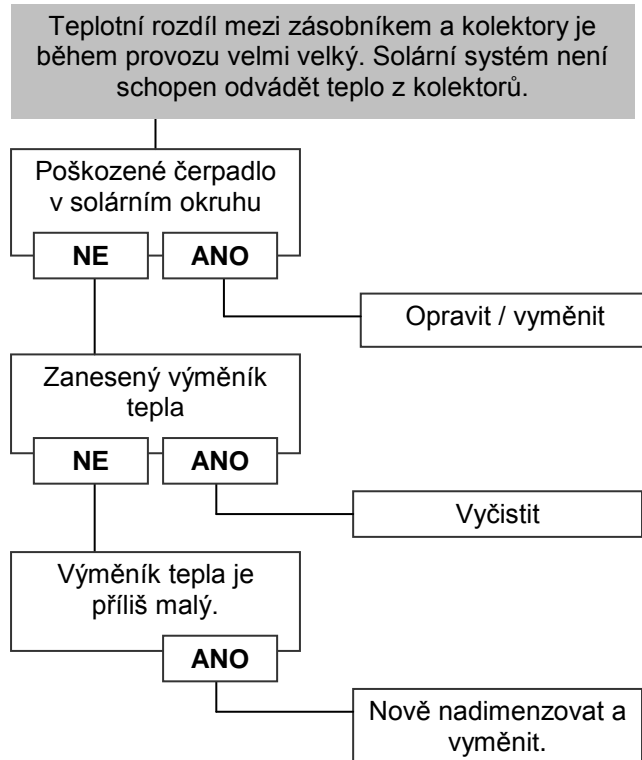 Teplotní rozdíl mezi zásobníkem a kolektory je
během provozu velmi velký. Solární systém není
schopen odvádět teplo z kolektorů.
Poškozené čerpadlo
v solárním okruhu
NE
ANO
Opravit / vyměnit
Zanesený výměník
tepla
NE
ANO
Vyčistit
Výměník tepla je
příliš malý.
ANO
Nově nadimenzovat a
vyměnit.